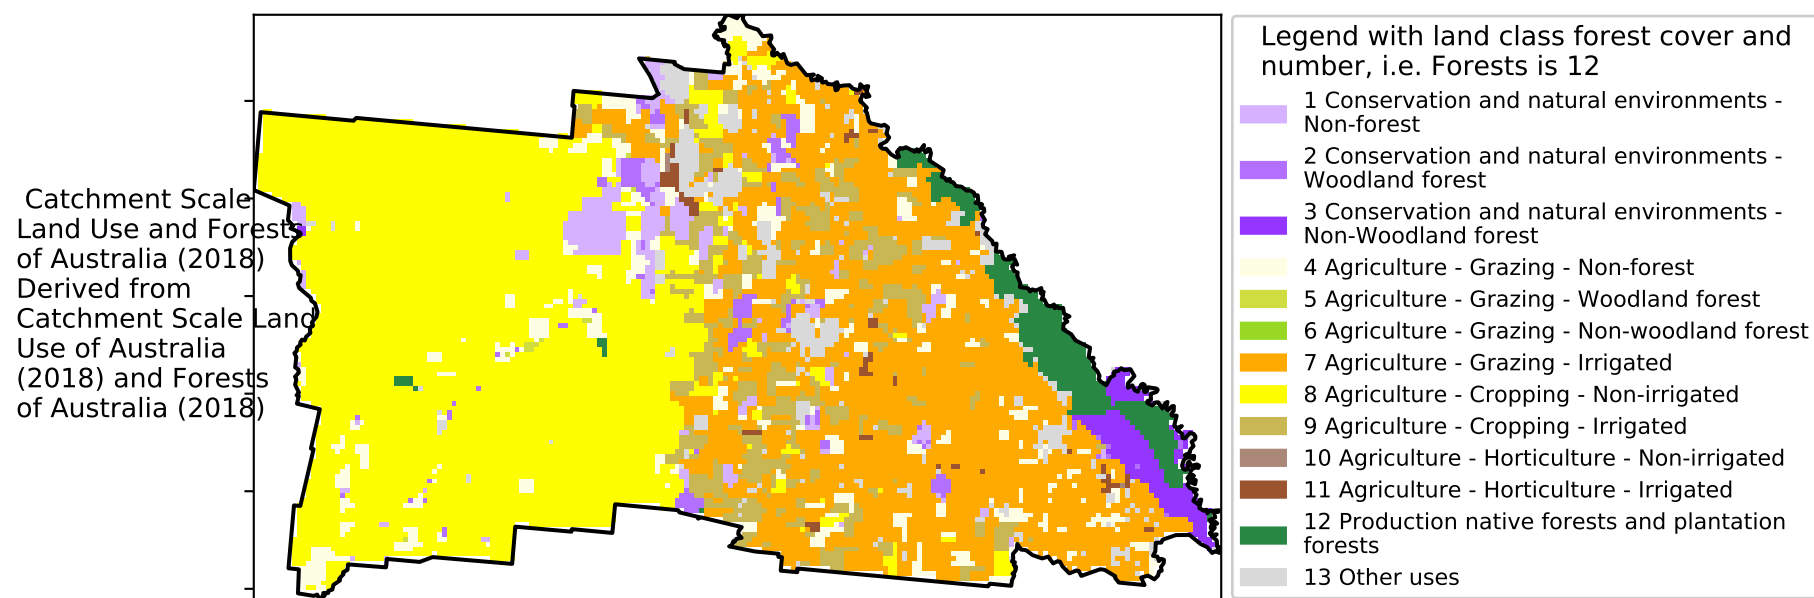 Catchment Scale
Land Use and Forests
of Australia (2018)
Derived from
Catchment Scale Land
Use of Australia
(2018) and Forests
of Australia (2018)
Legend with land class forest cover and
number, i.e. Forests is 12
1 Conservation and natural environments -
Non-forest
2 Conservation and natural environments -
Woodland forest
3 Conservation and natural environments -
Non-Woodland forest
4 Agriculture - Grazing - Non-forest
5 Agriculture - Grazing - Woodland forest
6 Agriculture - Grazing - Non-woodland forest
7 Agriculture - Grazing - Irrigated
8 Agriculture - Cropping - Non-irrigated
9 Agriculture - Cropping - Irrigated
10 Agriculture - Horticulture - Non-irrigated
11 Agriculture - Horticulture - Irrigated
12 Production native forests and plantation
forests
13 Other uses